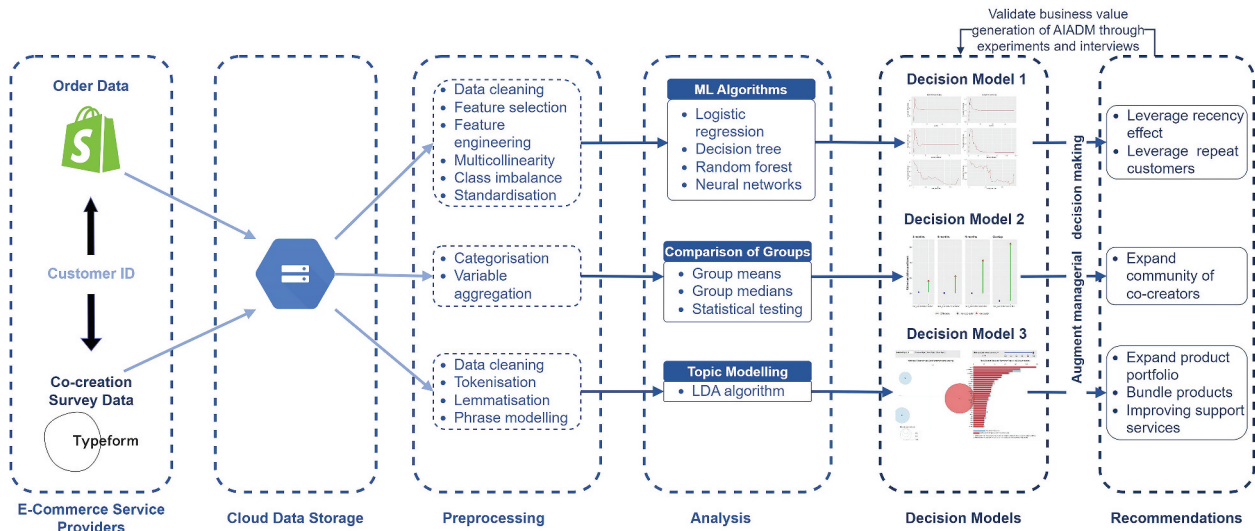 Validate business value
generation of AIADM through
experiments and interviews
Order Data
Customer ID
Co-creation
Survey Data
Typeform
E-Commerce Service
Providers
Cloud Data Storage
• Data cleaning
• Feature selection
• Feature
engineering
• Multicollinearity
• Class imbalance
• Standardisation
• Categorisation
• Variable
aggregation
• Data cleaning
• Tokenisation
• Lemmatisation
• Phrase modelling
Preprocessing
ML Algorithms
• Logistic
regression
• Decision tree
• Random forest
• Neural networks
Comparison of Groups
• Group means
• Group medians
• Statistical testing
Topic Modelling
• LDA algorithm
Analysis
Decision Model 1
Decision Model 2
Decision Model 3
Decision Models
Augment managerial decision making
• Leverage recency
effect
• Leverage repeat
customers
• Expand
community of
co-creators
• Expand product
portfolio
• Bundle products
• Improving support
services
Recommendations